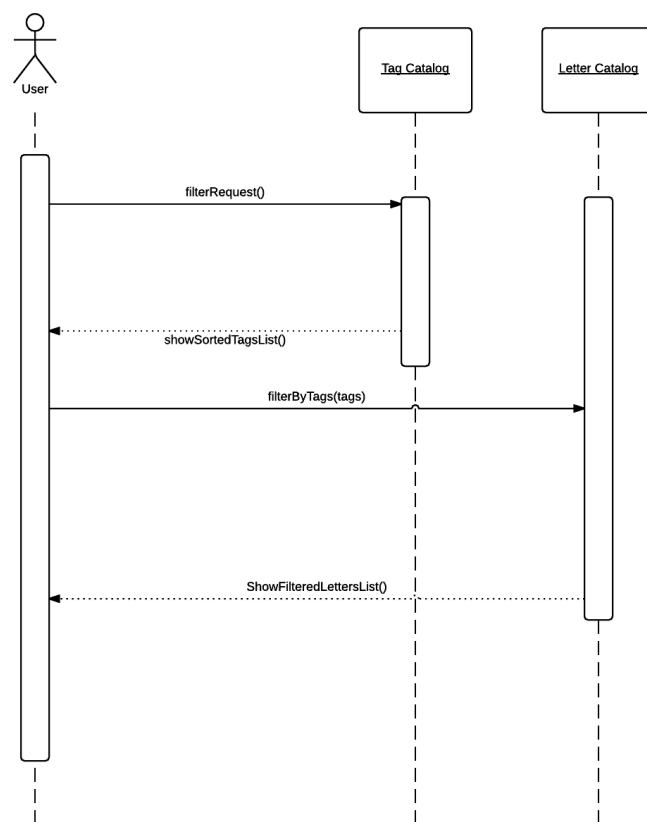 User
Tag Catalog
Letter Catalog
filterRequest()
showSortedTagsList()
filterByTags(tags)
ShowFilteredLettersList()